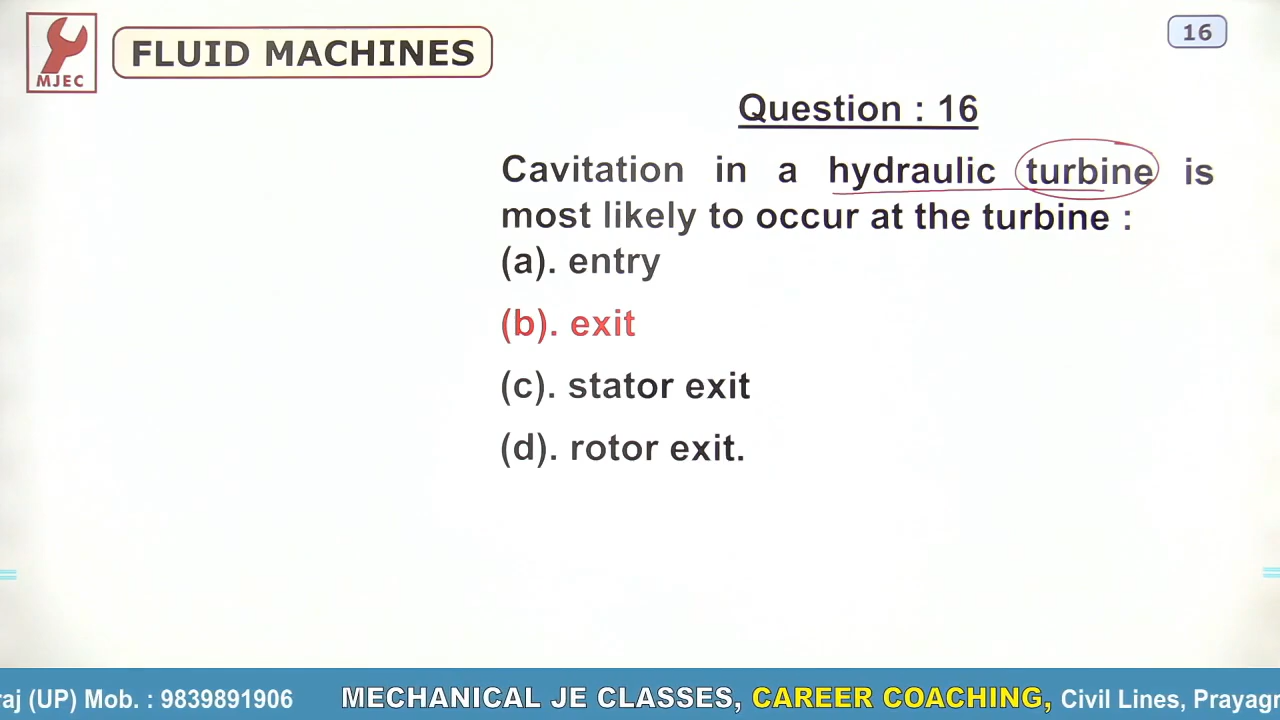 MJEC
FLUID MACHINES
16
Question : 16
Cavitation in a hydraulic turbine is
most likely to occur at the turbine :
(a). entry
(b). exit
(c). stator exit
(d). rotor exit.
raj (UP) Mob. : 9839891906 MECHANICAL JE CLASSES, CAREER COACHING, Civil Lines, Prayagr